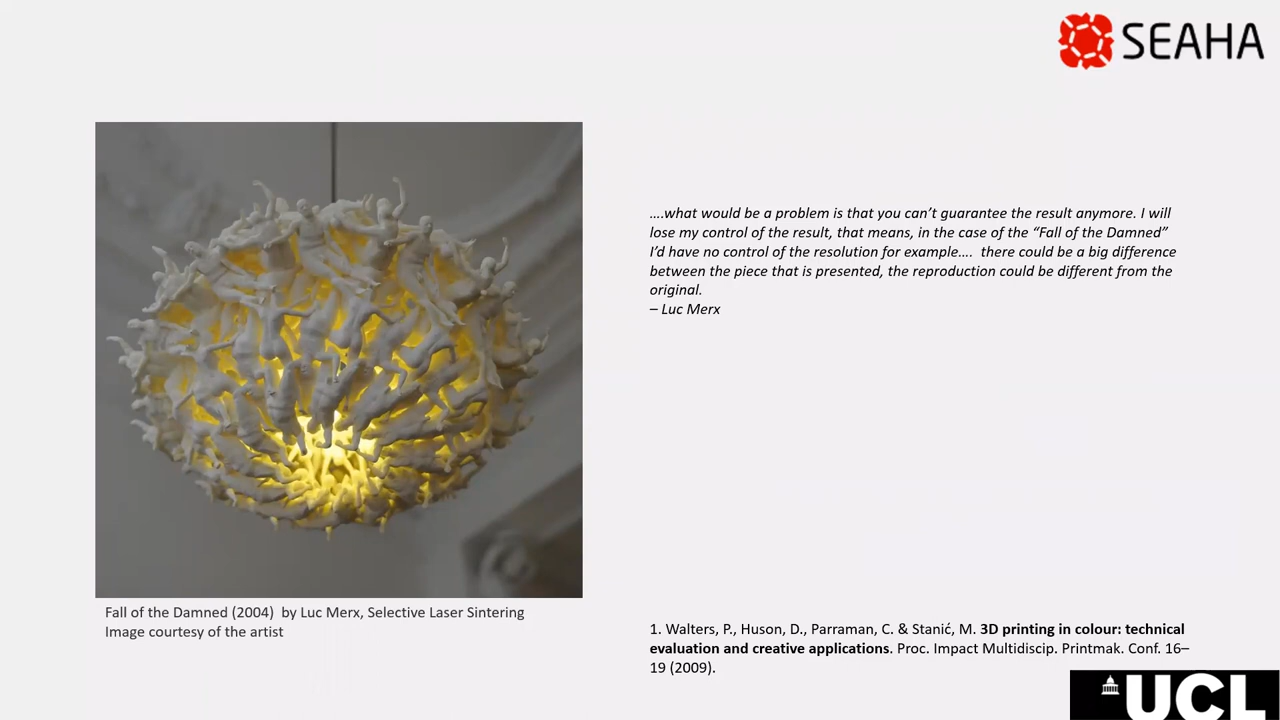 SEAHA
….what would be a problem is that you can’t guarantee the result anymore. I will
lose my control of the result, that means, in the case of the “Fall of the Damned”
I’d have no control of the resolution for example…. there could be a big difference
between the piece that is presented, the reproduction could be different from the
original.
– Luc Merx
Fall of the Damned (2004) by Luc Merx, Selective Laser Sintering
Image courtesy of the artist
1. Walters, P., Huson, D., Parraman, C. & Stanić, M. 3D printing in colour: technical
evaluation and creative applications. Proc. Impact Multidiscip. Printmak. Conf. 16–
19 (2009).
UCL